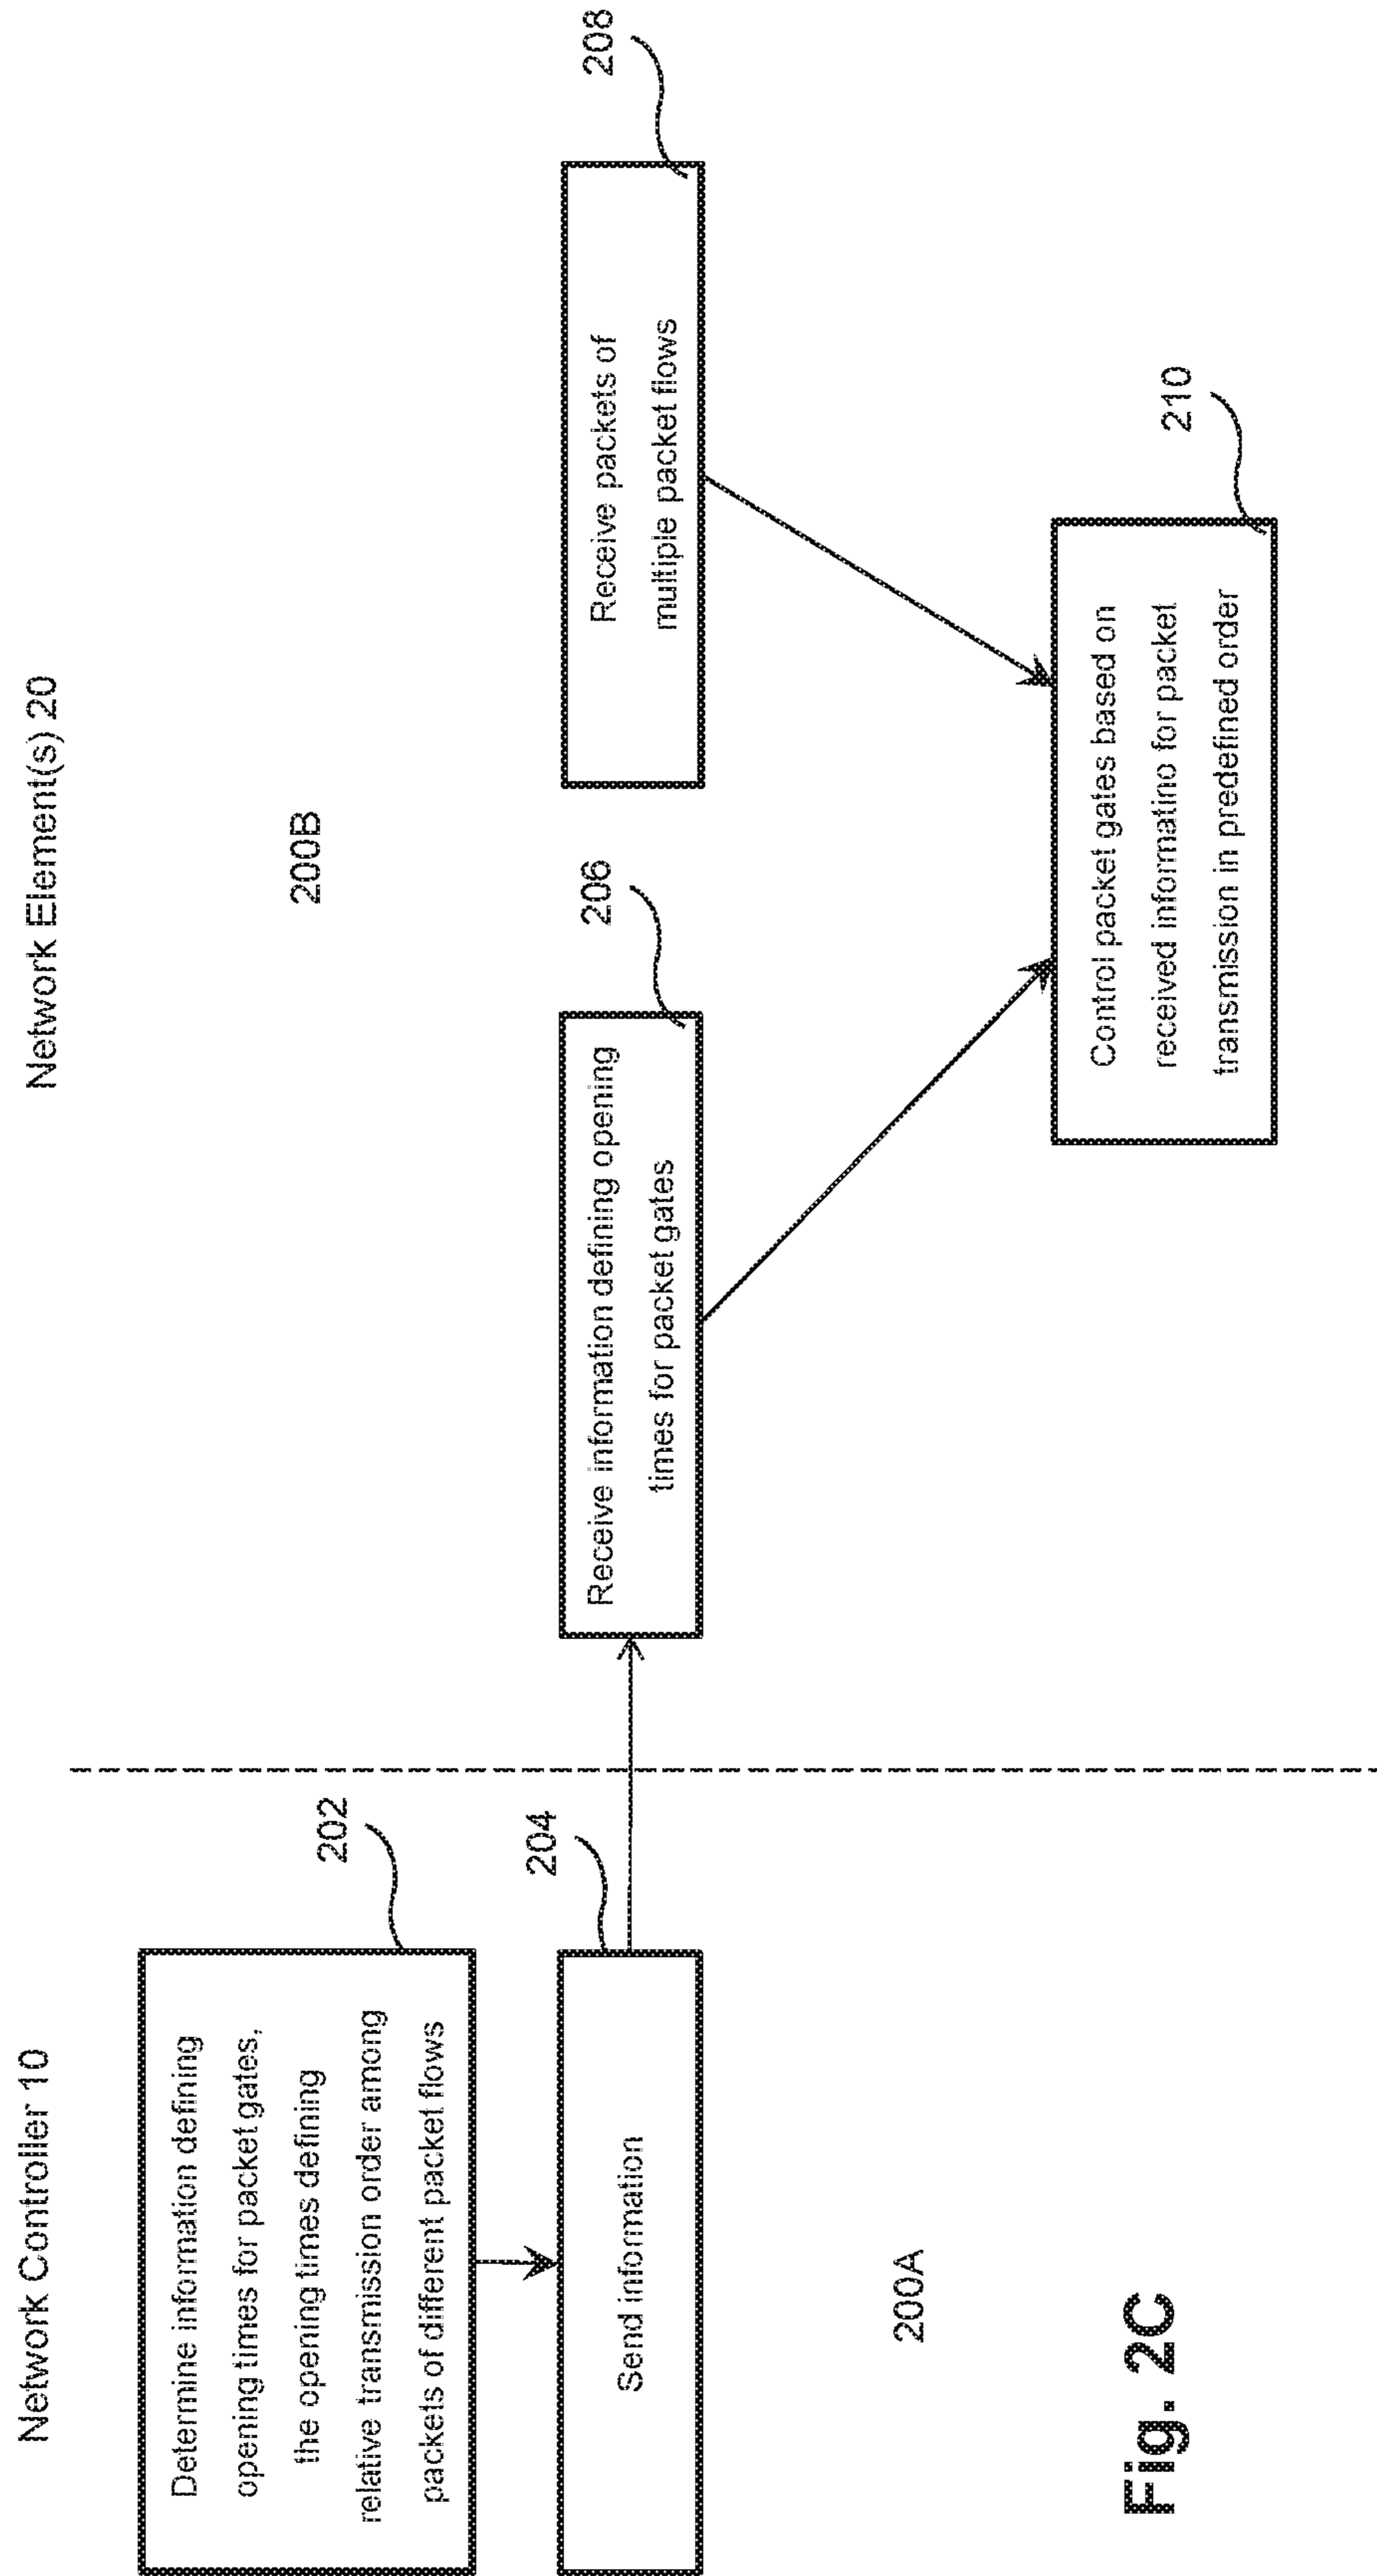 Network Controller 10
Network Element(s) 20
202
Determine information defining
opening times for packet gates,
the opening times defining
relative transmission order among
packets of different packet flows
204
Send information
200A
200B
206
Receive information defining opening
times for packet gates
208
Receive packets of
multiple packet flows
210
Control packet gates based on
received informatino for packet
transmission in predefined order
Fig. 2C